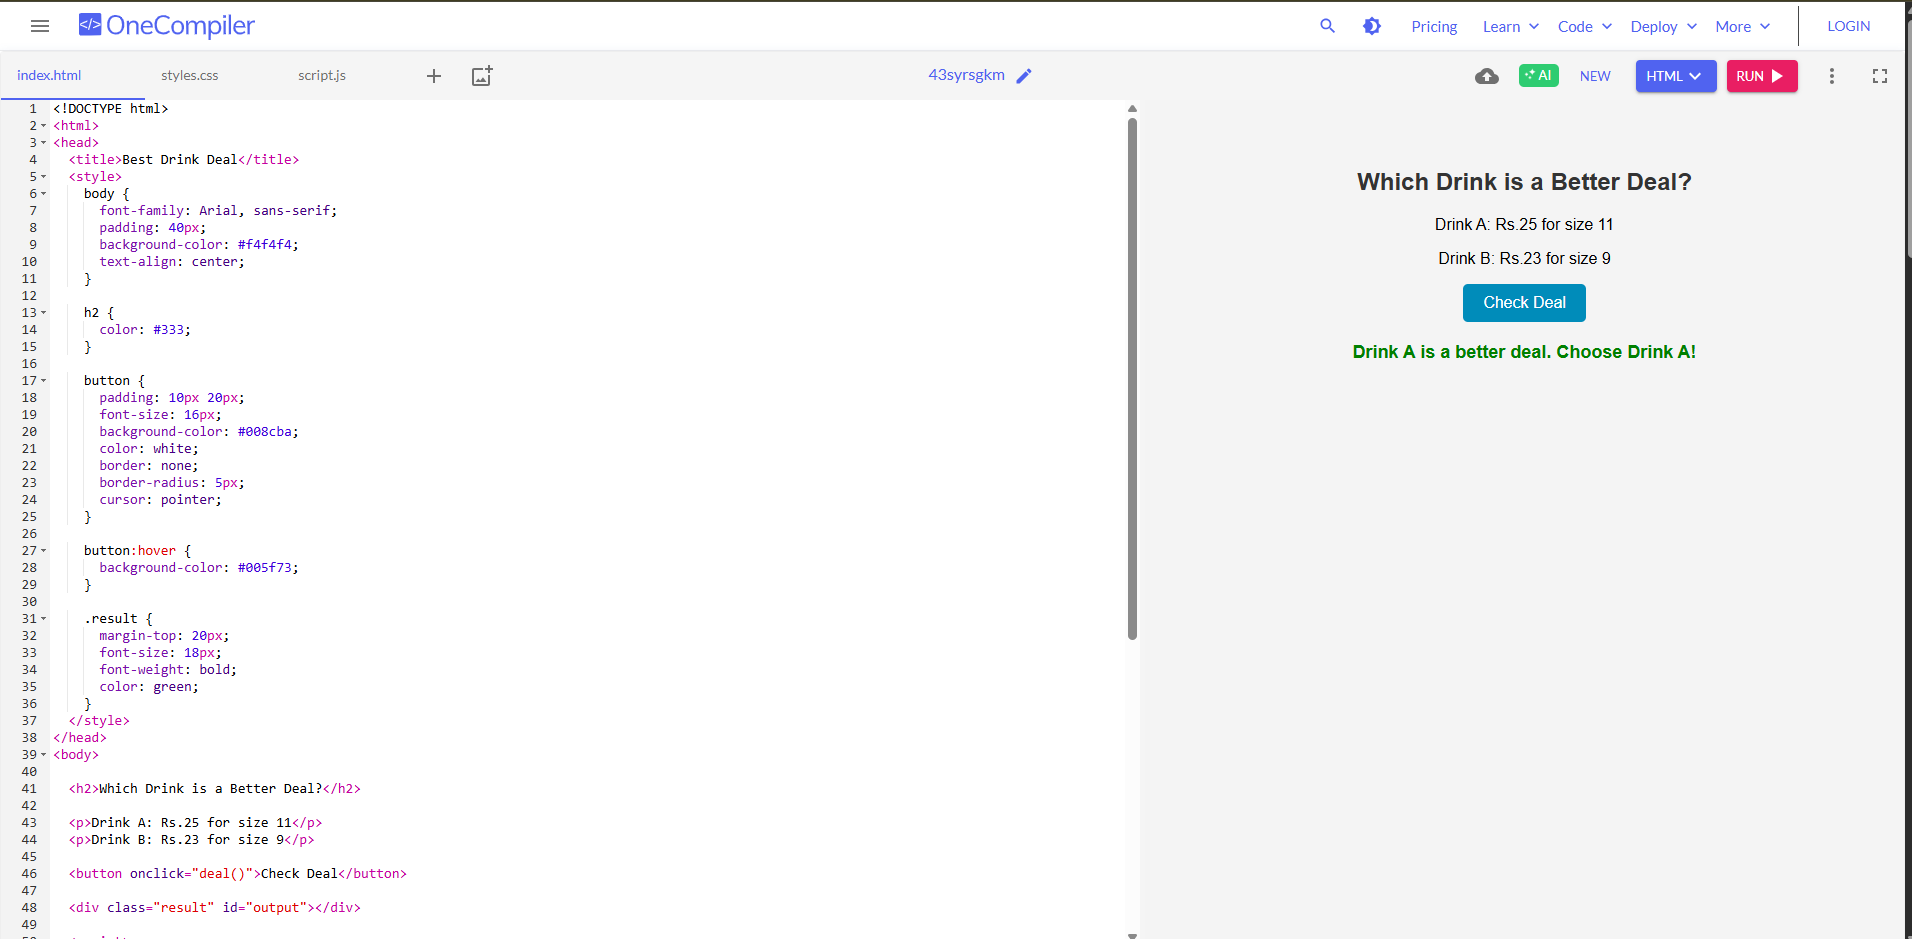 OneCompiler
Pricing Learn Code Deploy More LOGIN
index.html styles.css script.js 43syrsgkm AI NEW HTML RUN
1 <!DOCTYPE html>
2 <html>
3 <head>
4 <title>Best Drink Deal</title>
5 <style>
6 body {
7 font-family: Arial, sans-serif;
8 padding: 40px;
9 background-color: #f4f4f4;
10 text-align: center;
11 }
12
13 h2 {
14 color: #333;
15 }
16
17 button {
18 padding: 10px 20px;
19 font-size: 16px;
20 background-color: #008cba;
21 color: white;
22 border: none;
23 border-radius: 5px;
24 cursor: pointer;
25 }
26
27 button:hover {
28 background-color: #005f73;
29 }
30
31 .result {
32 margin-top: 20px;
33 font-size: 18px;
34 font-weight: bold;
35 color: green;
36 }
37 </style>
38 </head>
39 <body>
40
41 <h2>Which Drink is a Better Deal?</h2>
42
43 <p>Drink A: Rs.25 for size 11</p>
44 <p>Drink B: Rs.23 for size 9</p>
45
46 <button onclick="deal()">Check Deal</button>
47
48 <div class="result" id="output"></div>
49
Which Drink is a Better Deal?
Drink A: Rs.25 for size 11
Drink B: Rs.23 for size 9
Check Deal
Drink A is a better deal. Choose Drink A!